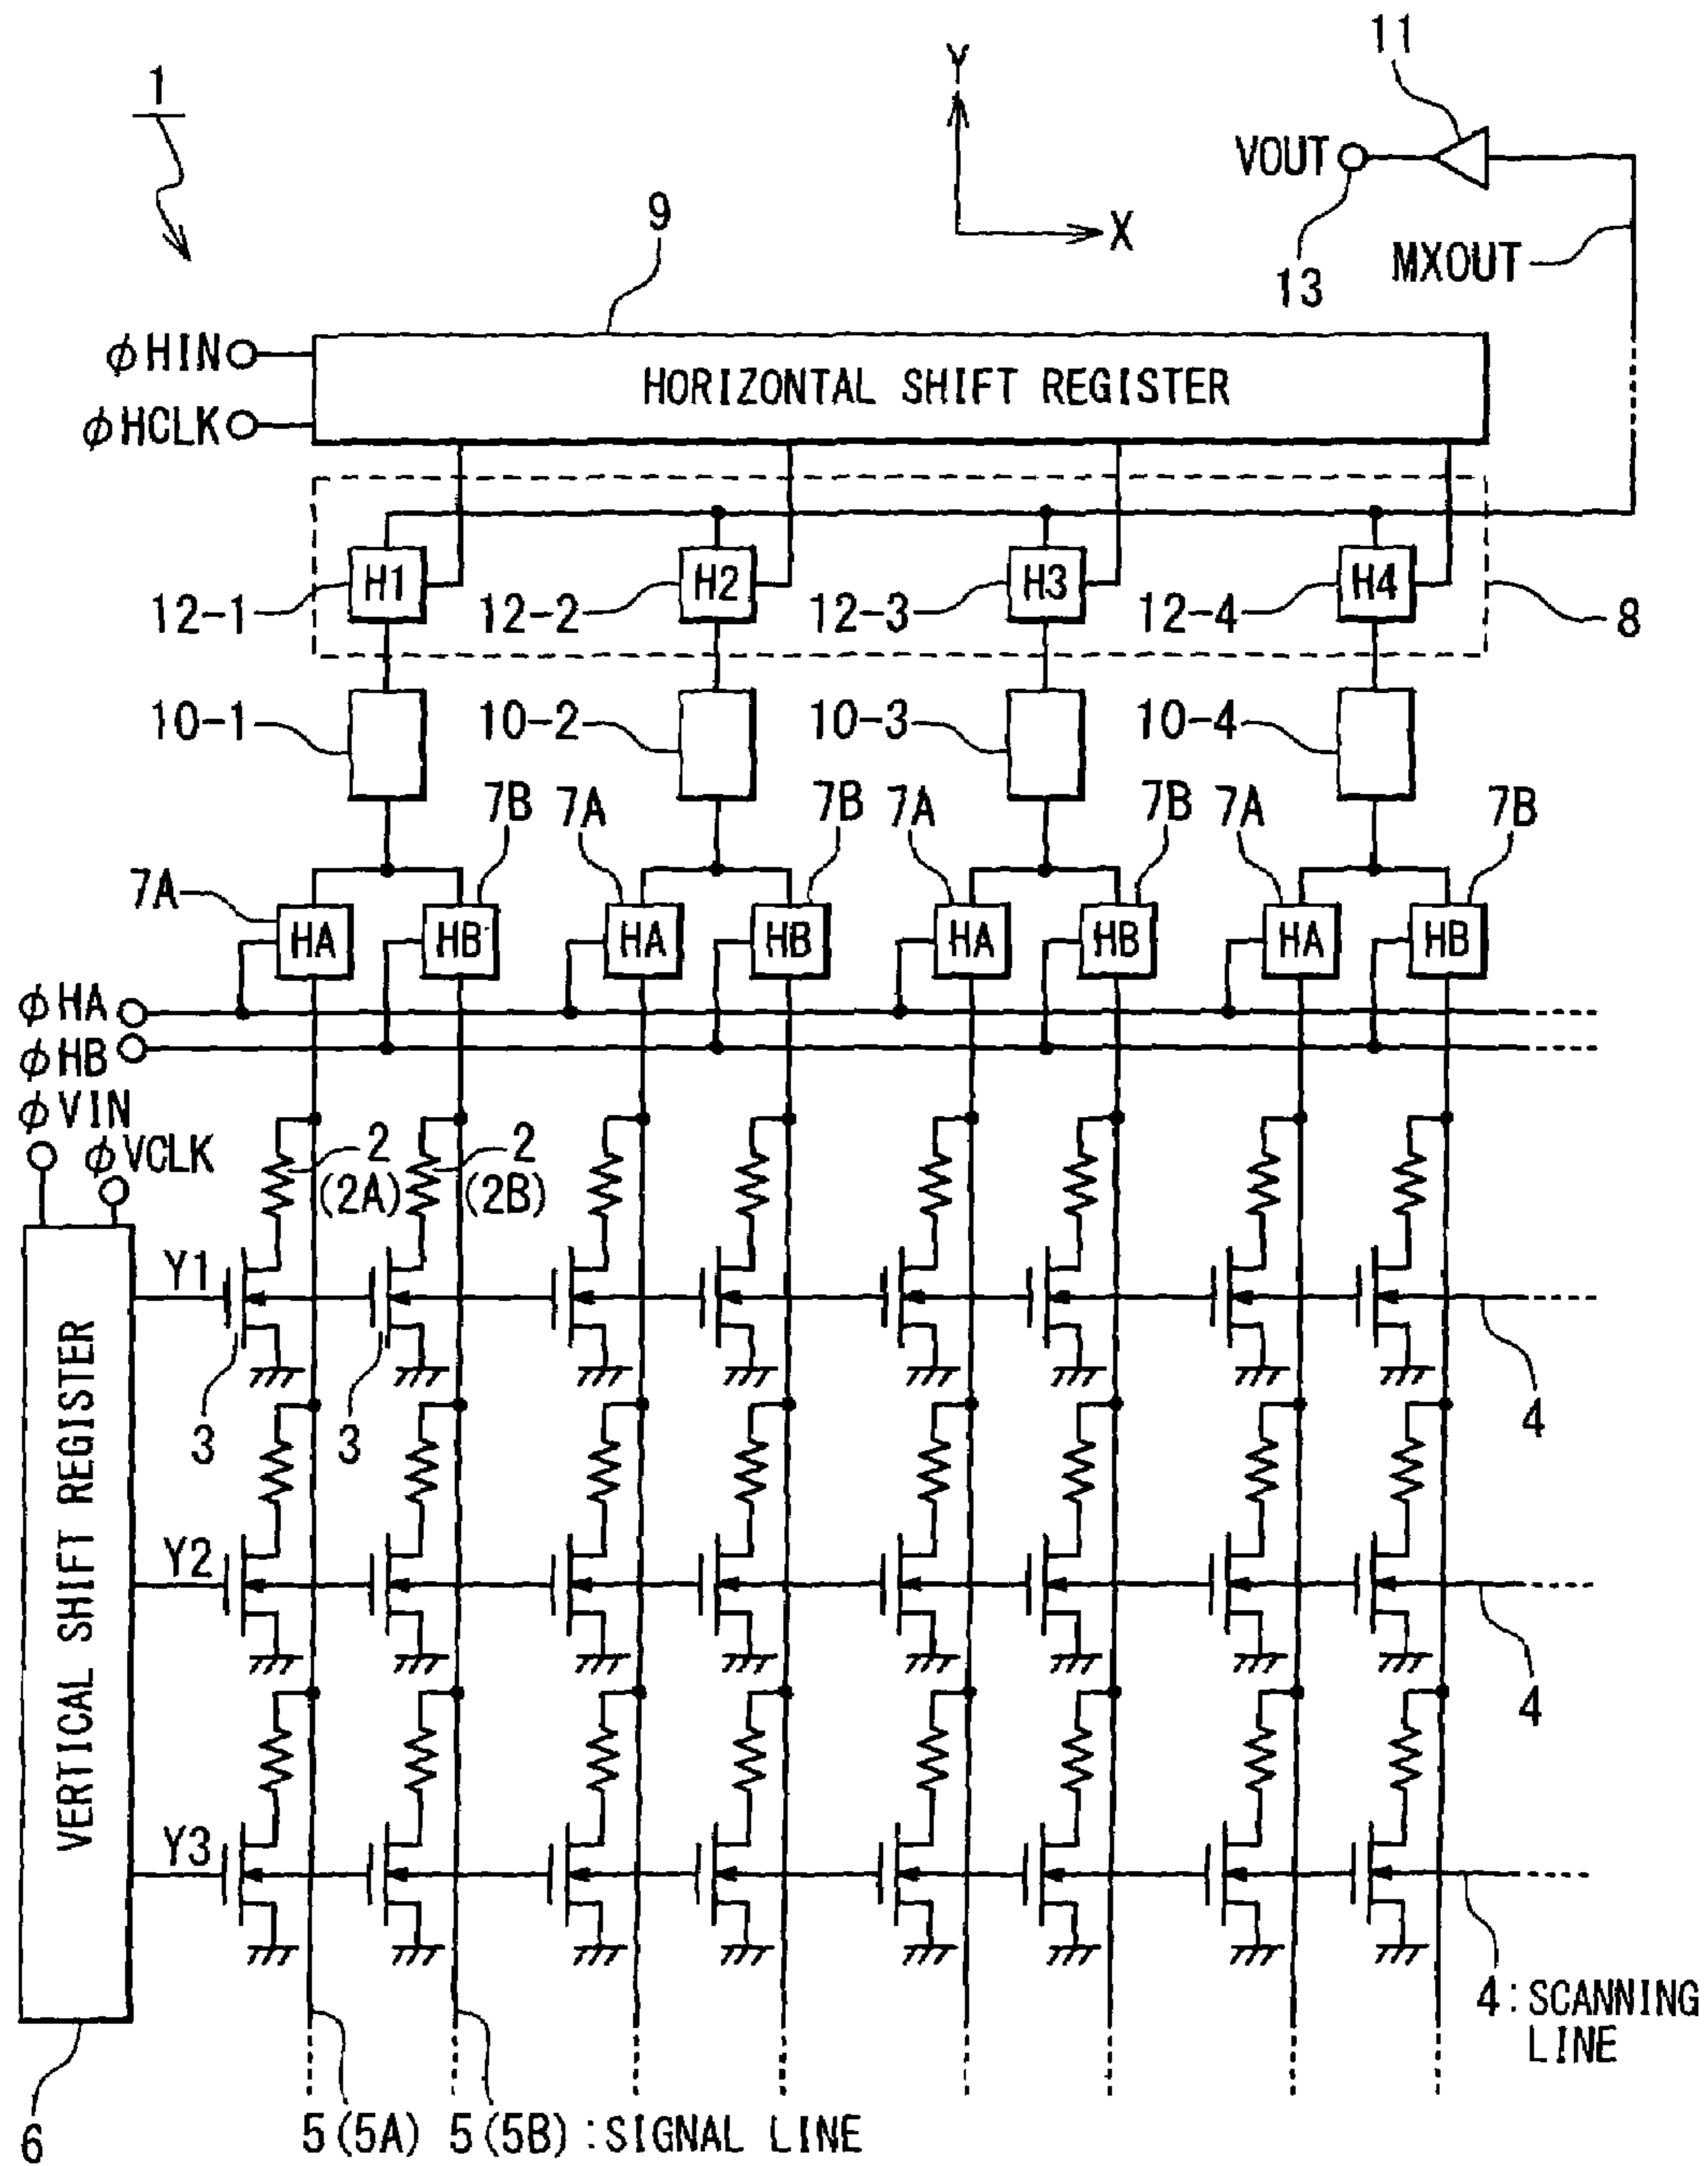 11
1
Y
VOUT
9
X
MXOUT
13
φHIN
HORIZONTAL SHIFT REGISTER
φHCLK
H1
H2
H3
H4
12-1
12-2
12-3
12-4
8
10-1
10-2
10-3
10-4
7B
7A
7B
7A
7B
7A
7B
7A
HA
HB
HA
HB
HA
HB
HA
HB
φHA
φHB
φVIN
φVCLK
2
(2A)
2
(2B)
Y1
3
3
4
VERTICAL SHIFT REGISTER
Y2
4
Y3
4:SCANNING
LINE
6
5(5A)
5(5B):SIGNAL LINE